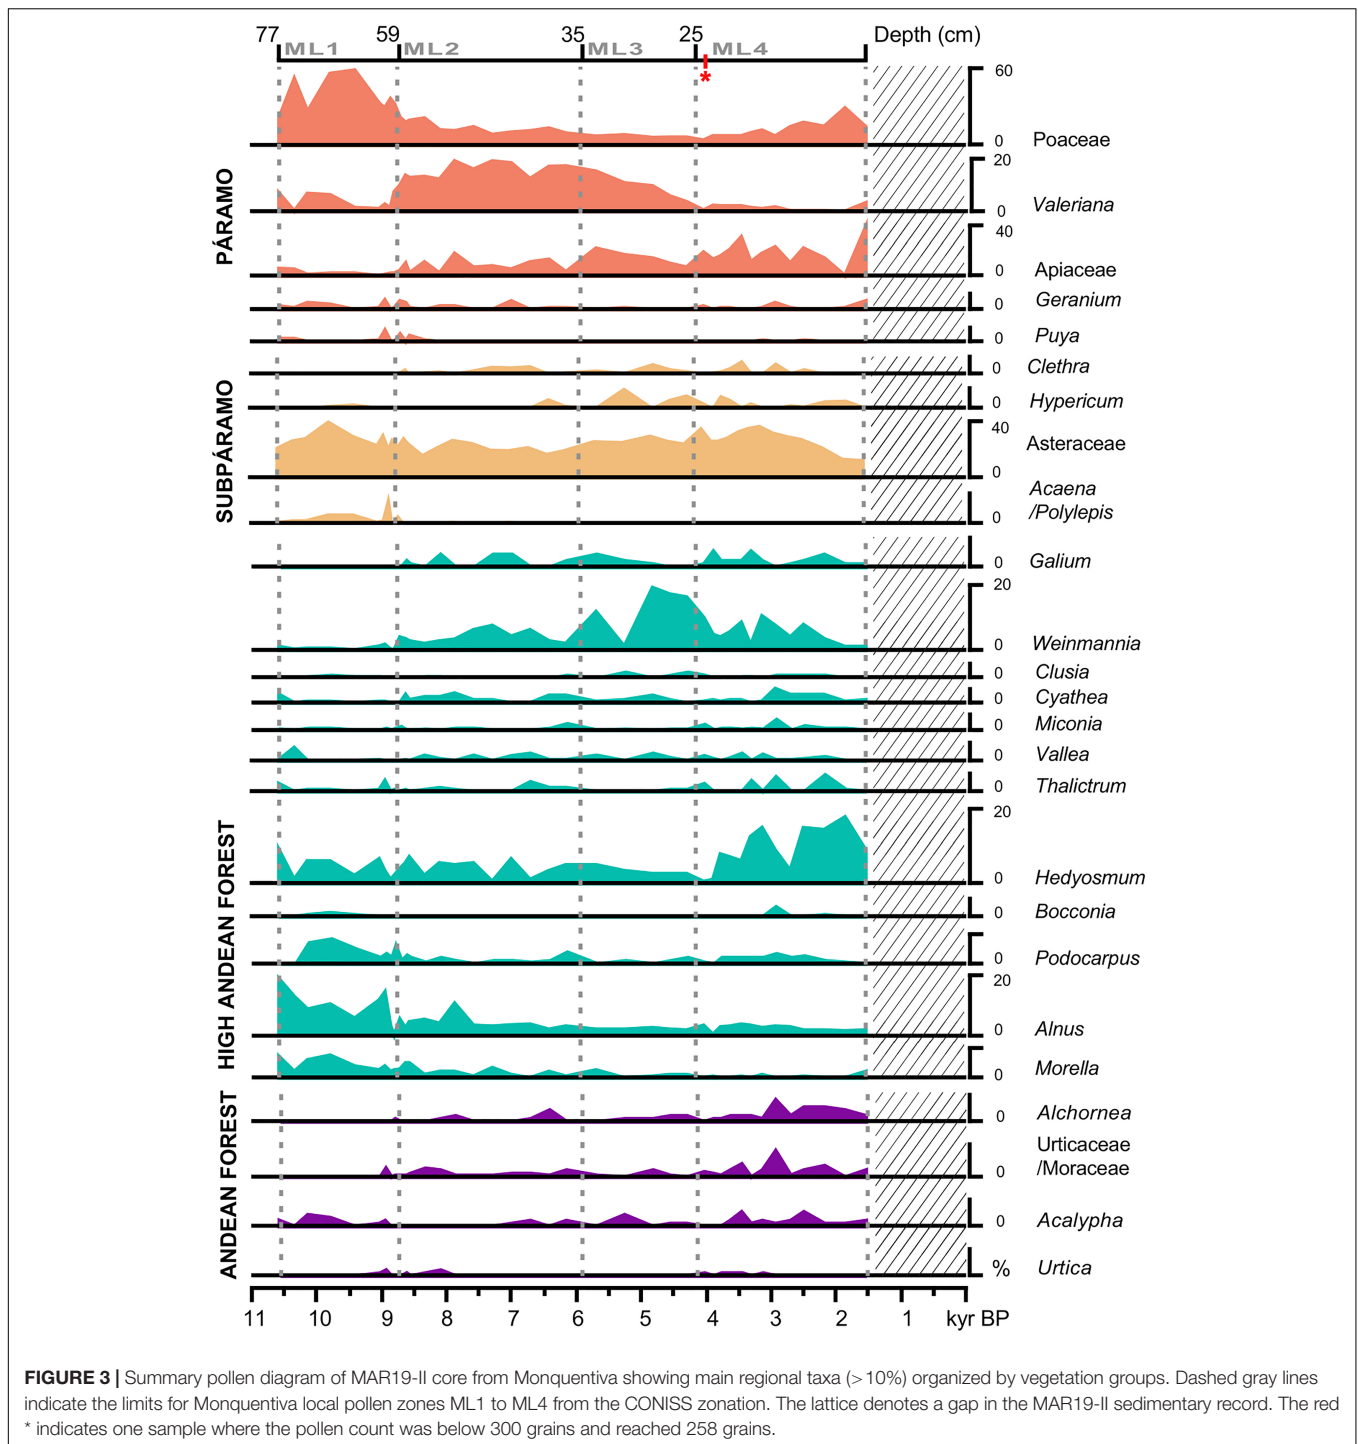 77 59 35 25 Depth (cm)
ML1 ML2 ML3 ML4
*
PÁRAMO
60
0
Poaceae
20
0
Valeriana
40
0
Apiaceae
0
Geranium
0
Puya
SUBPÁRAMO
0
Clethra
0
Hypericum
40
0
Asteraceae
0
Acaena
/Polylepis
HIGH ANDEAN FOREST
0
Galium
20
0
Weinmannia
0
Clusia
0
Cyathea
0
Miconia
0
Vallea
0
Thalictrum
20
0
Hedyosmum
0
Bocconia
0
Podocarpus
20
0
Alnus
0
Morella
ANDEAN FOREST
0
Alchornea
0
Urticaceae
/Moraceae
0
Acalypha
%
Urtica
11 10 9 8 7 6 5 4 3 2 1 kyr BP
FIGURE 3 | Summary pollen diagram of MAR19-II core from Monquentiva showing main regional taxa (>10%) organized by vegetation groups. Dashed gray lines
indicate the limits for Monquentiva local pollen zones ML1 to ML4 from the CONISS zonation. The lattice denotes a gap in the MAR19-II sedimentary record. The red
* indicates one sample where the pollen count was below 300 grains and reached 258 grains.